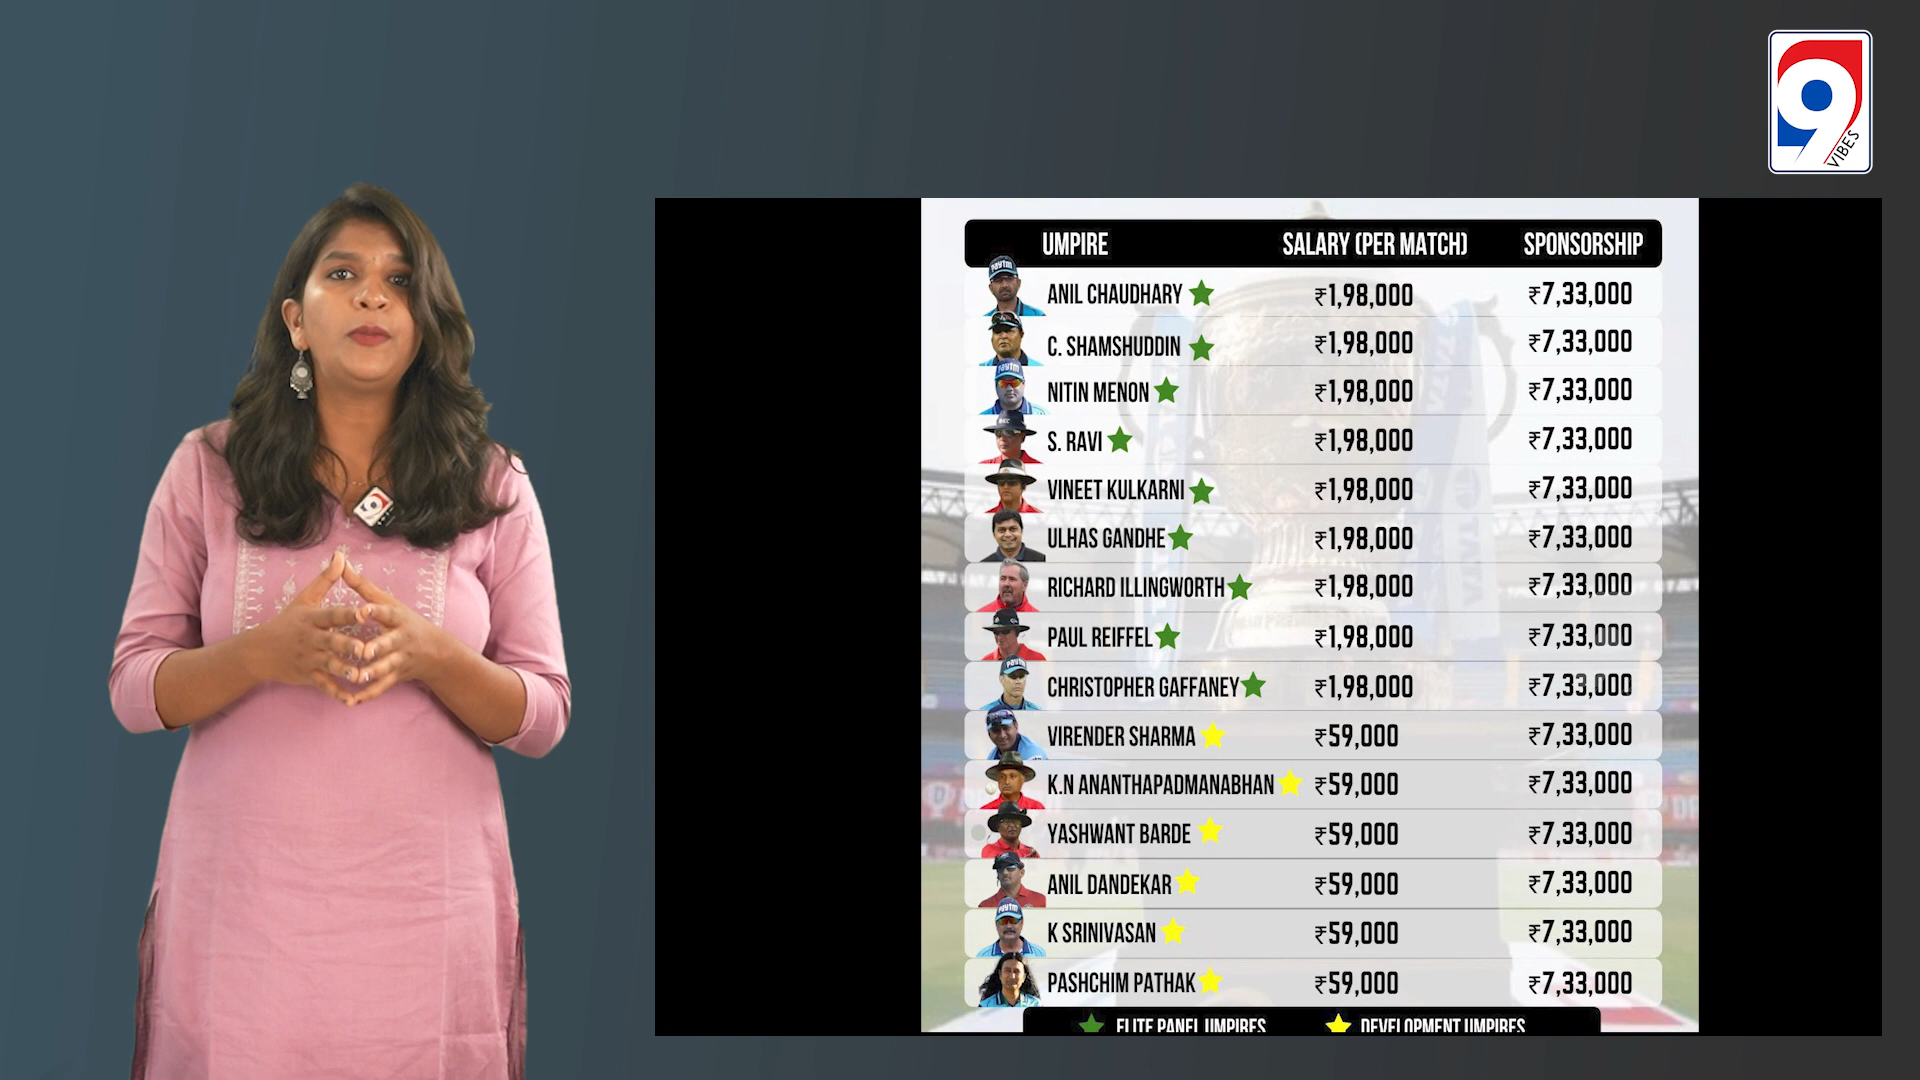 9
VIBES
UMPIRE SALARY (PER MATCH) SPONSORSHIP
ANIL CHAUDHARY ₹1,98,000 ₹7,33,000
C. SHAMSHUDDIN ₹1,98,000 ₹7,33,000
NITIN MENON ₹1,98,000 ₹7,33,000
S. RAVI ₹1,98,000 ₹7,33,000
VINEET KULKARNI ₹1,98,000 ₹7,33,000
ULHAS GANDHE ₹1,98,000 ₹7,33,000
RICHARD ILLINGWORTH ₹1,98,000 ₹7,33,000
PAUL REIFFEL ₹1,98,000 ₹7,33,000
CHRISTOPHER GAFFANEY ₹1,98,000 ₹7,33,000
VIRENDER SHARMA ₹59,000 ₹7,33,000
K.N ANANTHAPADMANABHAN ₹59,000 ₹7,33,000
YASHWANT BARDE ₹59,000 ₹7,33,000
ANIL DANDEKAR ₹59,000 ₹7,33,000
K SRINIVASAN ₹59,000 ₹7,33,000
PASHCHIM PATHAK ₹59,000 ₹7,33,000
ELITE PANEL UMPIRES DEVELOPMENT UMPIRES